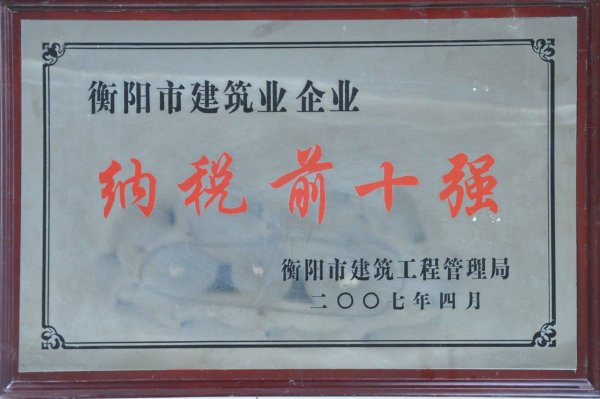 衡阳市建筑业企业
纳税前十强
衡阳市建筑工程管理局
二〇〇七年四月